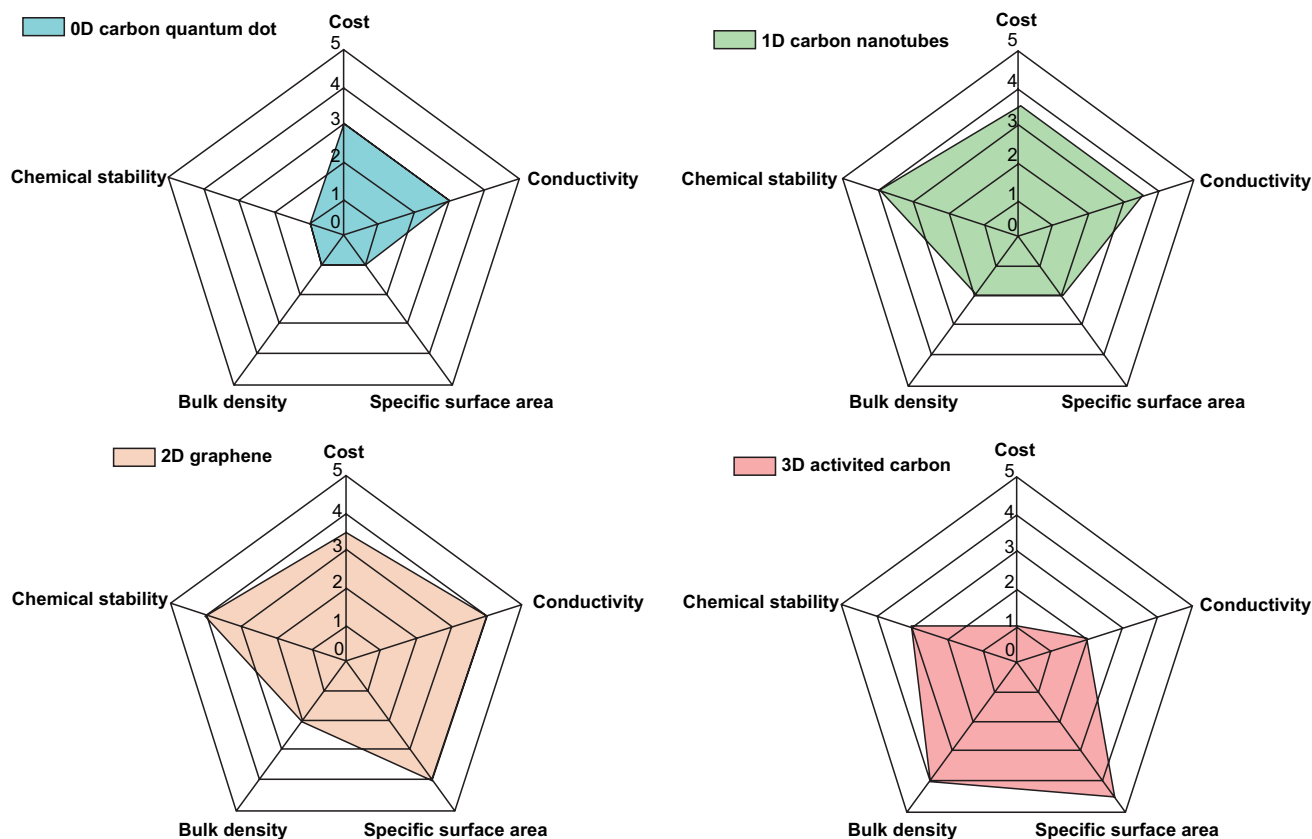 0D carbon quantum dot
Cost
5
4
3
2
1
0
Chemical stability
Conductivity
Bulk density
Specific surface area
1D carbon nanotubes
Cost
5
4
3
2
1
0
Chemical stability
Conductivity
Bulk density
Specific surface area
2D graphene
Cost
5
4
3
2
1
0
Chemical stability
Conductivity
Bulk density
Specific surface area
3D activited carbon
Cost
5
4
3
2
1
0
Chemical stability
Conductivity
Bulk density
Specific surface area